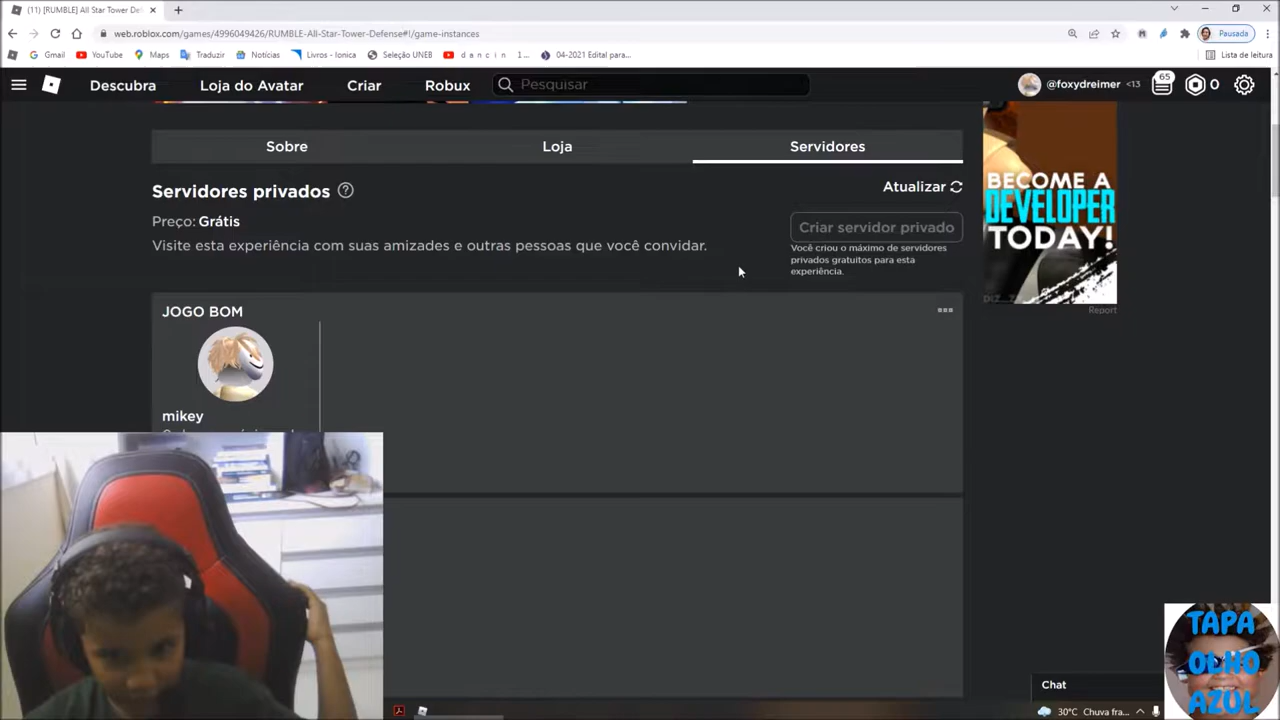 (11) [RUMBLE] All Star Tower De
web.roblox.com/games/4996049426/RUMBLE-All-Star-Tower-Defense#!/game-instances
Pausada
Gmail
YouTube
Maps
Traduzir
Notícias
Livros - Ionica
Seleção UNEB
d a n c i n
04-2021 Edital para...
Lista de leitura
Descubra
Loja do Avatar
Criar
Robux
Pesquisar
@foxydreimer <13
65
0
Sobre
Loja
Servidores
Servidores privados ?
Atualizar
Preço: Grátis
Criar servidor privado
Visite esta experiência com suas amizades e outras pessoas que você convidar.
Você criou o máximo de servidores
privados gratuitos para esta
experiência.
BECOME A
DEVELOPER
TODAY!
Report
JOGO BOM
mikey
TAPA
OLHO
AZUL
Chat
30°C Chuva fra...